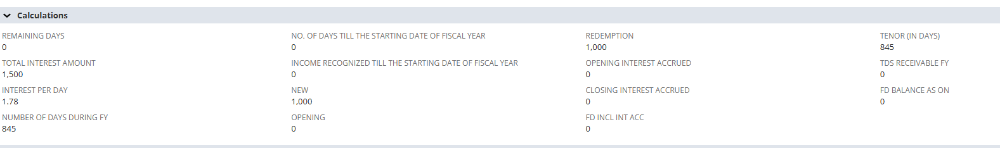 Calculations
REMAINING DAYS
0
NO. OF DAYS TILL THE STARTING DATE OF FISCAL YEAR
0
REDEMPTION
1,000
TENOR (IN DAYS)
845
TOTAL INTEREST AMOUNT
1,500
INCOME RECOGNIZED TILL THE STARTING DATE OF FISCAL YEAR
0
OPENING INTEREST ACCRUED
0
TDS RECEIVABLE FY
0
INTEREST PER DAY
1.78
NEW
1,000
CLOSING INTEREST ACCRUED
0
FD BALANCE AS ON
0
NUMBER OF DAYS DURING FY
845
OPENING
0
FD INCL INT ACC
0